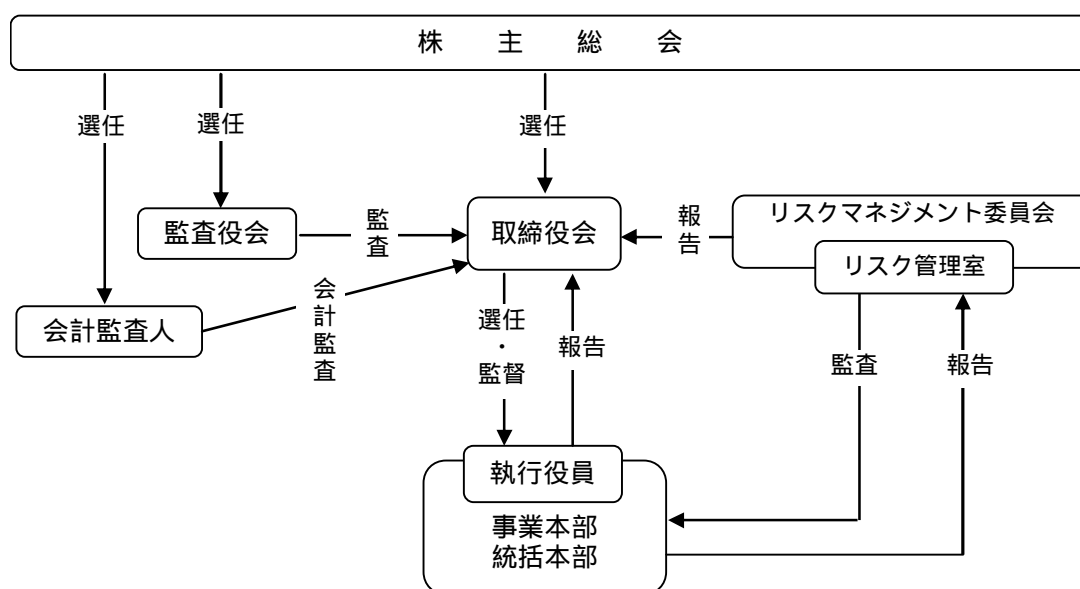 株主総会
選任
選任
選任
監査役会
監査
取締役会
報告
リスクマネジメント委員会
リスク管理室
会計監査人
会計監査
選任
・
監督
報告
監査
報告
執行役員
事業本部
統括本部